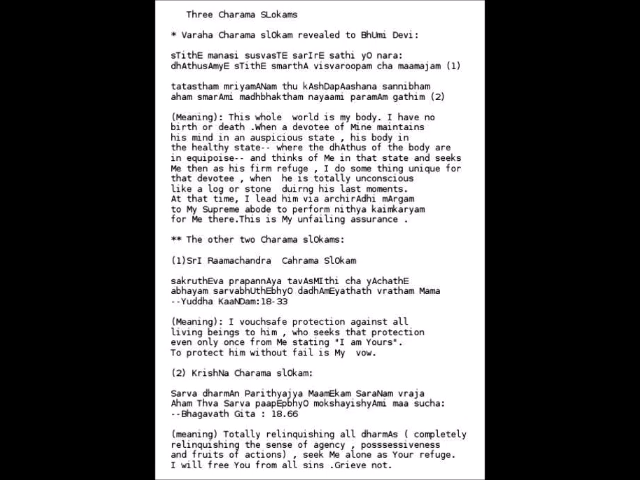 Three Charama SLokams
* Varaha Charama slOkam revealed to BhUmi Devi:
sTithE manasi susvasTE sarIrE sathi yO nara:
dhAthusAmyE sTithE smarthA visvaroopam cha maamajam (1)
tatastham mriyamANam thu kAshDapAashana sannibham
aham smarAmi madhbhaktham nayaami paramAm gathim (2)
(Meaning): This whole world is my body. I have no
birth or death .When a devotee of Mine maintains
his mind in an auspicious state , his body in
the healthy state-- where the dhAthus of the body are
in equipoise-- and thinks of Me in that state and seeks
Me then as his firm refuge , I do some thing unique for
that devotee , when he is totally unconscious
like a log or stone duirng his last moments.
At that time, I lead him via archirAdhi mArgam
to My Supreme abode to perform nithya kaimkaryam
for Me there.This is My unfailing assurance .
** The other two Charama slOkams:
(1)SrI Raamachandra Cahrama SlOkam
sakruthEva prapannAya tavAsMIthi cha yAchathE
abhayam sarvabhUthEbhyO dadhAmEyathath vratham Mama
--Yuddha KaaNDam:18-33
(Meaning): I vouchsafe protection against all
living beings to him , who seeks that protection
even only once from Me stating "I am Yours".
To protect him without fail is My vow.
(2) KrishNa Charama slOkam:
Sarva dharmAn Parithyajya MaamEkam SaraNam vraja
Aham Thva Sarva paapEpbhyO mokshayishyAmi maa sucha:
--Bhagavath Gita : 18.66
(meaning) Totally relinquishing all dharmAs ( completely
relinquishing the sense of agency , posssessiveness
and fruits of actions) , seek Me alone as Your refuge.
I will free You from all sins .Grieve not.